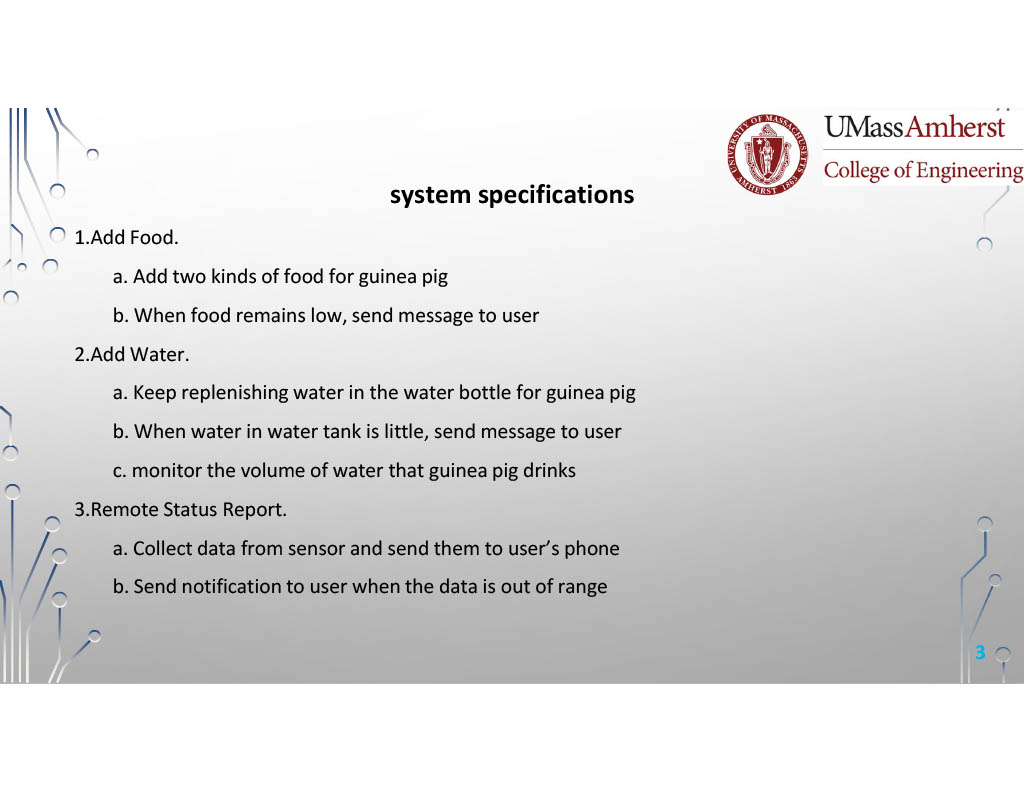 UNIVERSITY OF MASSACHUSETTS
AMHERST 1863
UMassAmherst
College of Engineering
system specifications
1.Add Food.
a. Add two kinds of food for guinea pig
b. When food remains low, send message to user
2.Add Water.
a. Keep replenishing water in the water bottle for guinea pig
b. When water in water tank is little, send message to user
c. monitor the volume of water that guinea pig drinks
3.Remote Status Report.
a. Collect data from sensor and send them to user’s phone
b. Send notification to user when the data is out of range
3